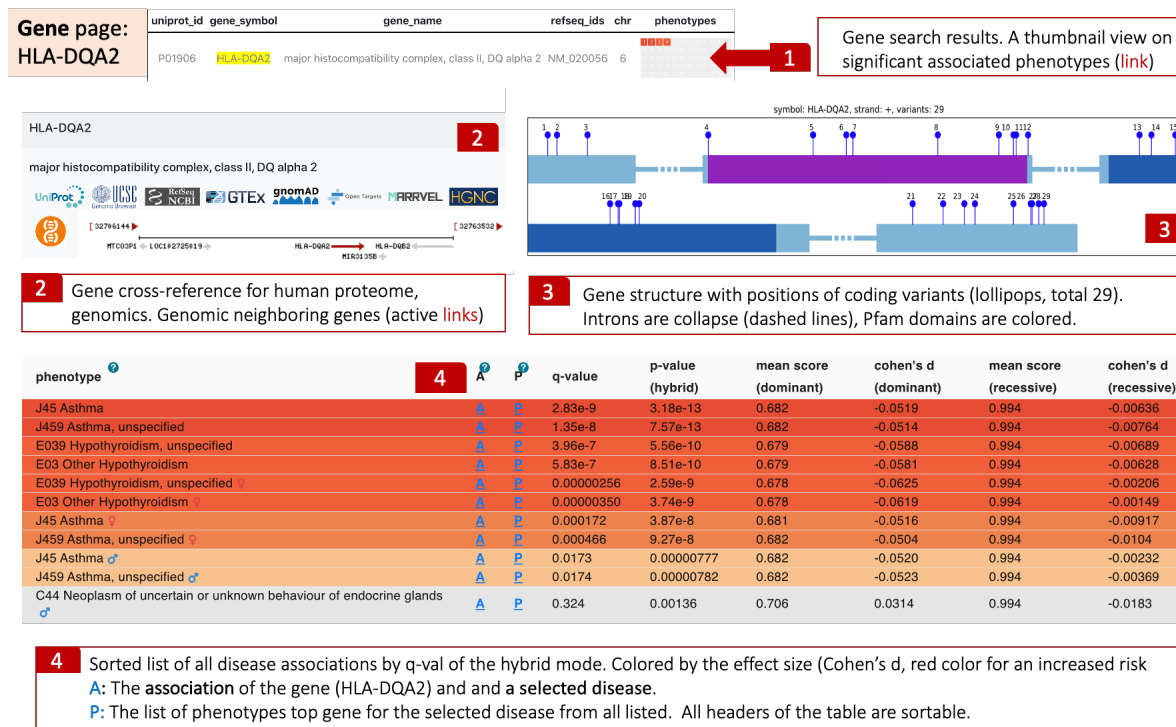 Gene page:
HLA-DQA2
uniprot_id gene_symbol gene_name refseq_ids chr phenotypes
P01906 HLA-DQA2 major histocompatibility complex, class II, DQ alpha 2 NM_020056 6
1 2 3 4
1
Gene search results. A thumbnail view on
significant associated phenotypes (link)
HLA-DQA2
2
major histocompatibility complex, class II, DQ alpha 2
UniProt UCSC Genome Browser RefSeq NCBI GTEx gnomAD Open Targets MARRVEL HGNC
[ 32706144 32763532
MTCO3P1 LOC102725019 HLA-DQA2 HLA-DQB2
MIR3135B
symbol: HLA-DQA2, strand: +, variants: 29
1 2 3 4 5 6 7 8 9 10 11 12 13 14 15
16 17 18 19 20 21 22 23 24 25 26 27 28 29
3
2
Gene cross-reference for human proteome,
genomics. Genomic neighboring genes (active links)
3
Gene structure with positions of coding variants (lollipops, total 29).
Introns are collapse (dashed lines), Pfam domains are colored.
phenotype ? 4 A ? P ? q-value p-value (hybrid) mean score (dominant) cohen's d (dominant) mean score (recessive) cohen's d (recessive)
J45 Asthma A P 2.83e-9 3.18e-13 0.682 -0.0519 0.994 -0.00636
J459 Asthma, unspecified A P 1.35e-8 7.57e-13 0.682 -0.0514 0.994 -0.00764
E039 Hypothyroidism, unspecified A P 3.96e-7 5.56e-10 0.679 -0.0588 0.994 -0.00689
E03 Other Hypothyroidism A P 5.83e-7 8.51e-10 0.679 -0.0581 0.994 -0.00628
E039 Hypothyroidism, unspecified ♀ A P 0.00000256 2.59e-9 0.678 -0.0625 0.994 -0.00206
E03 Other Hypothyroidism ♀ A P 0.00000350 3.74e-9 0.678 -0.0619 0.994 -0.00149
J45 Asthma ♀ A P 0.000172 3.87e-8 0.681 -0.0516 0.994 -0.00917
J459 Asthma, unspecified ♀ A P 0.000466 9.27e-8 0.682 -0.0504 0.994 -0.0104
J45 Asthma ♂ A P 0.0173 0.00000777 0.682 -0.0520 0.994 -0.00232
J459 Asthma, unspecified ♂ A P 0.0174 0.00000782 0.682 -0.0523 0.994 -0.00369
C44 Neoplasm of uncertain or unknown behaviour of endocrine glands ♂ A P 0.324 0.00136 0.706 0.0314 0.994 -0.0183
4
Sorted list of all disease associations by q-val of the hybrid mode. Colored by the effect size (Cohen's d, red color for an increased risk
A: The association of the gene (HLA-DQA2) and and a selected disease.
P: The list of phenotypes top gene for the selected disease from all listed. All headers of the table are sortable.